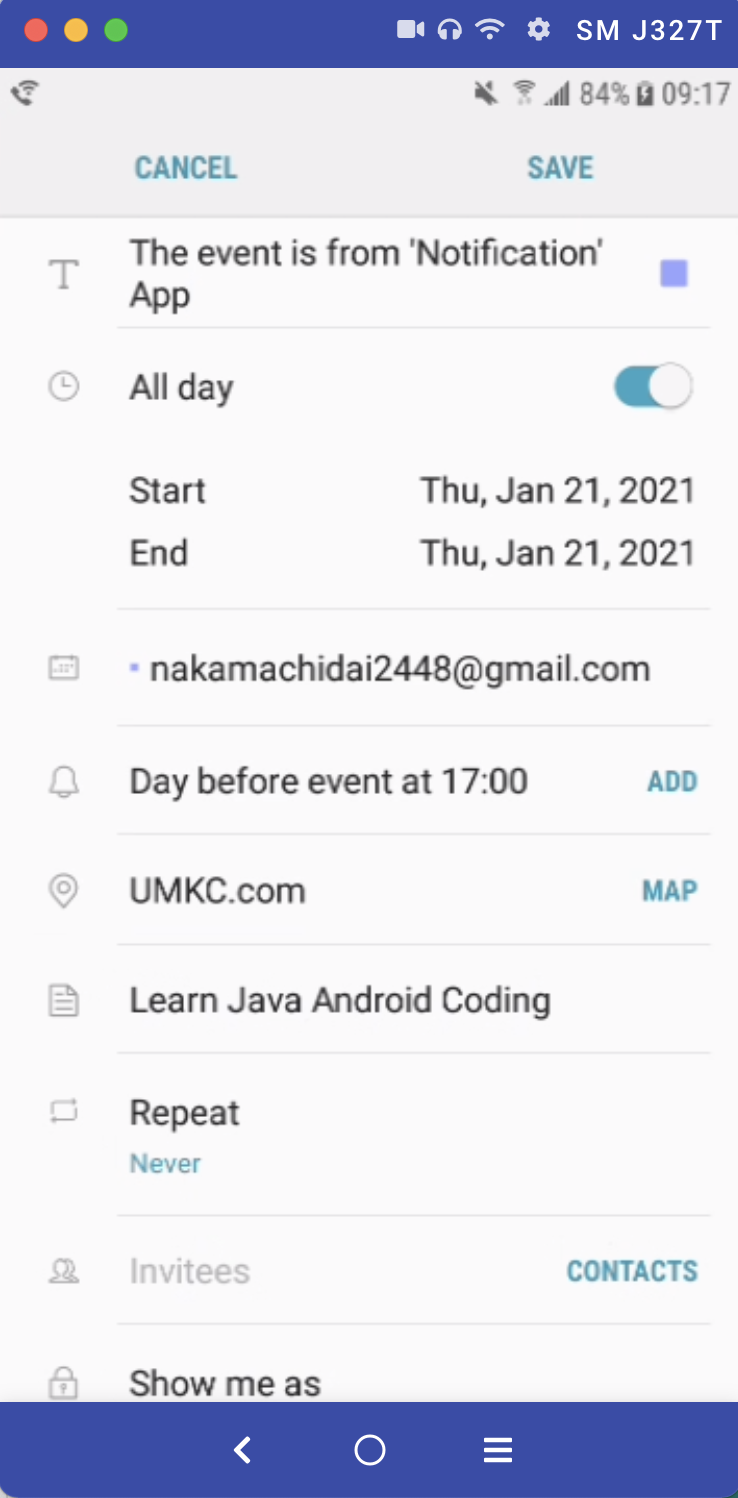 SM J327T
84% 09:17
CANCEL SAVE
The event is from 'Notification'
App
All day
Start Thu, Jan 21, 2021
End Thu, Jan 21, 2021
nakamachidai2448@gmail.com
Day before event at 17:00 ADD
UMKC.com MAP
Learn Java Android Coding
Repeat
Never
Invitees CONTACTS
Show me as